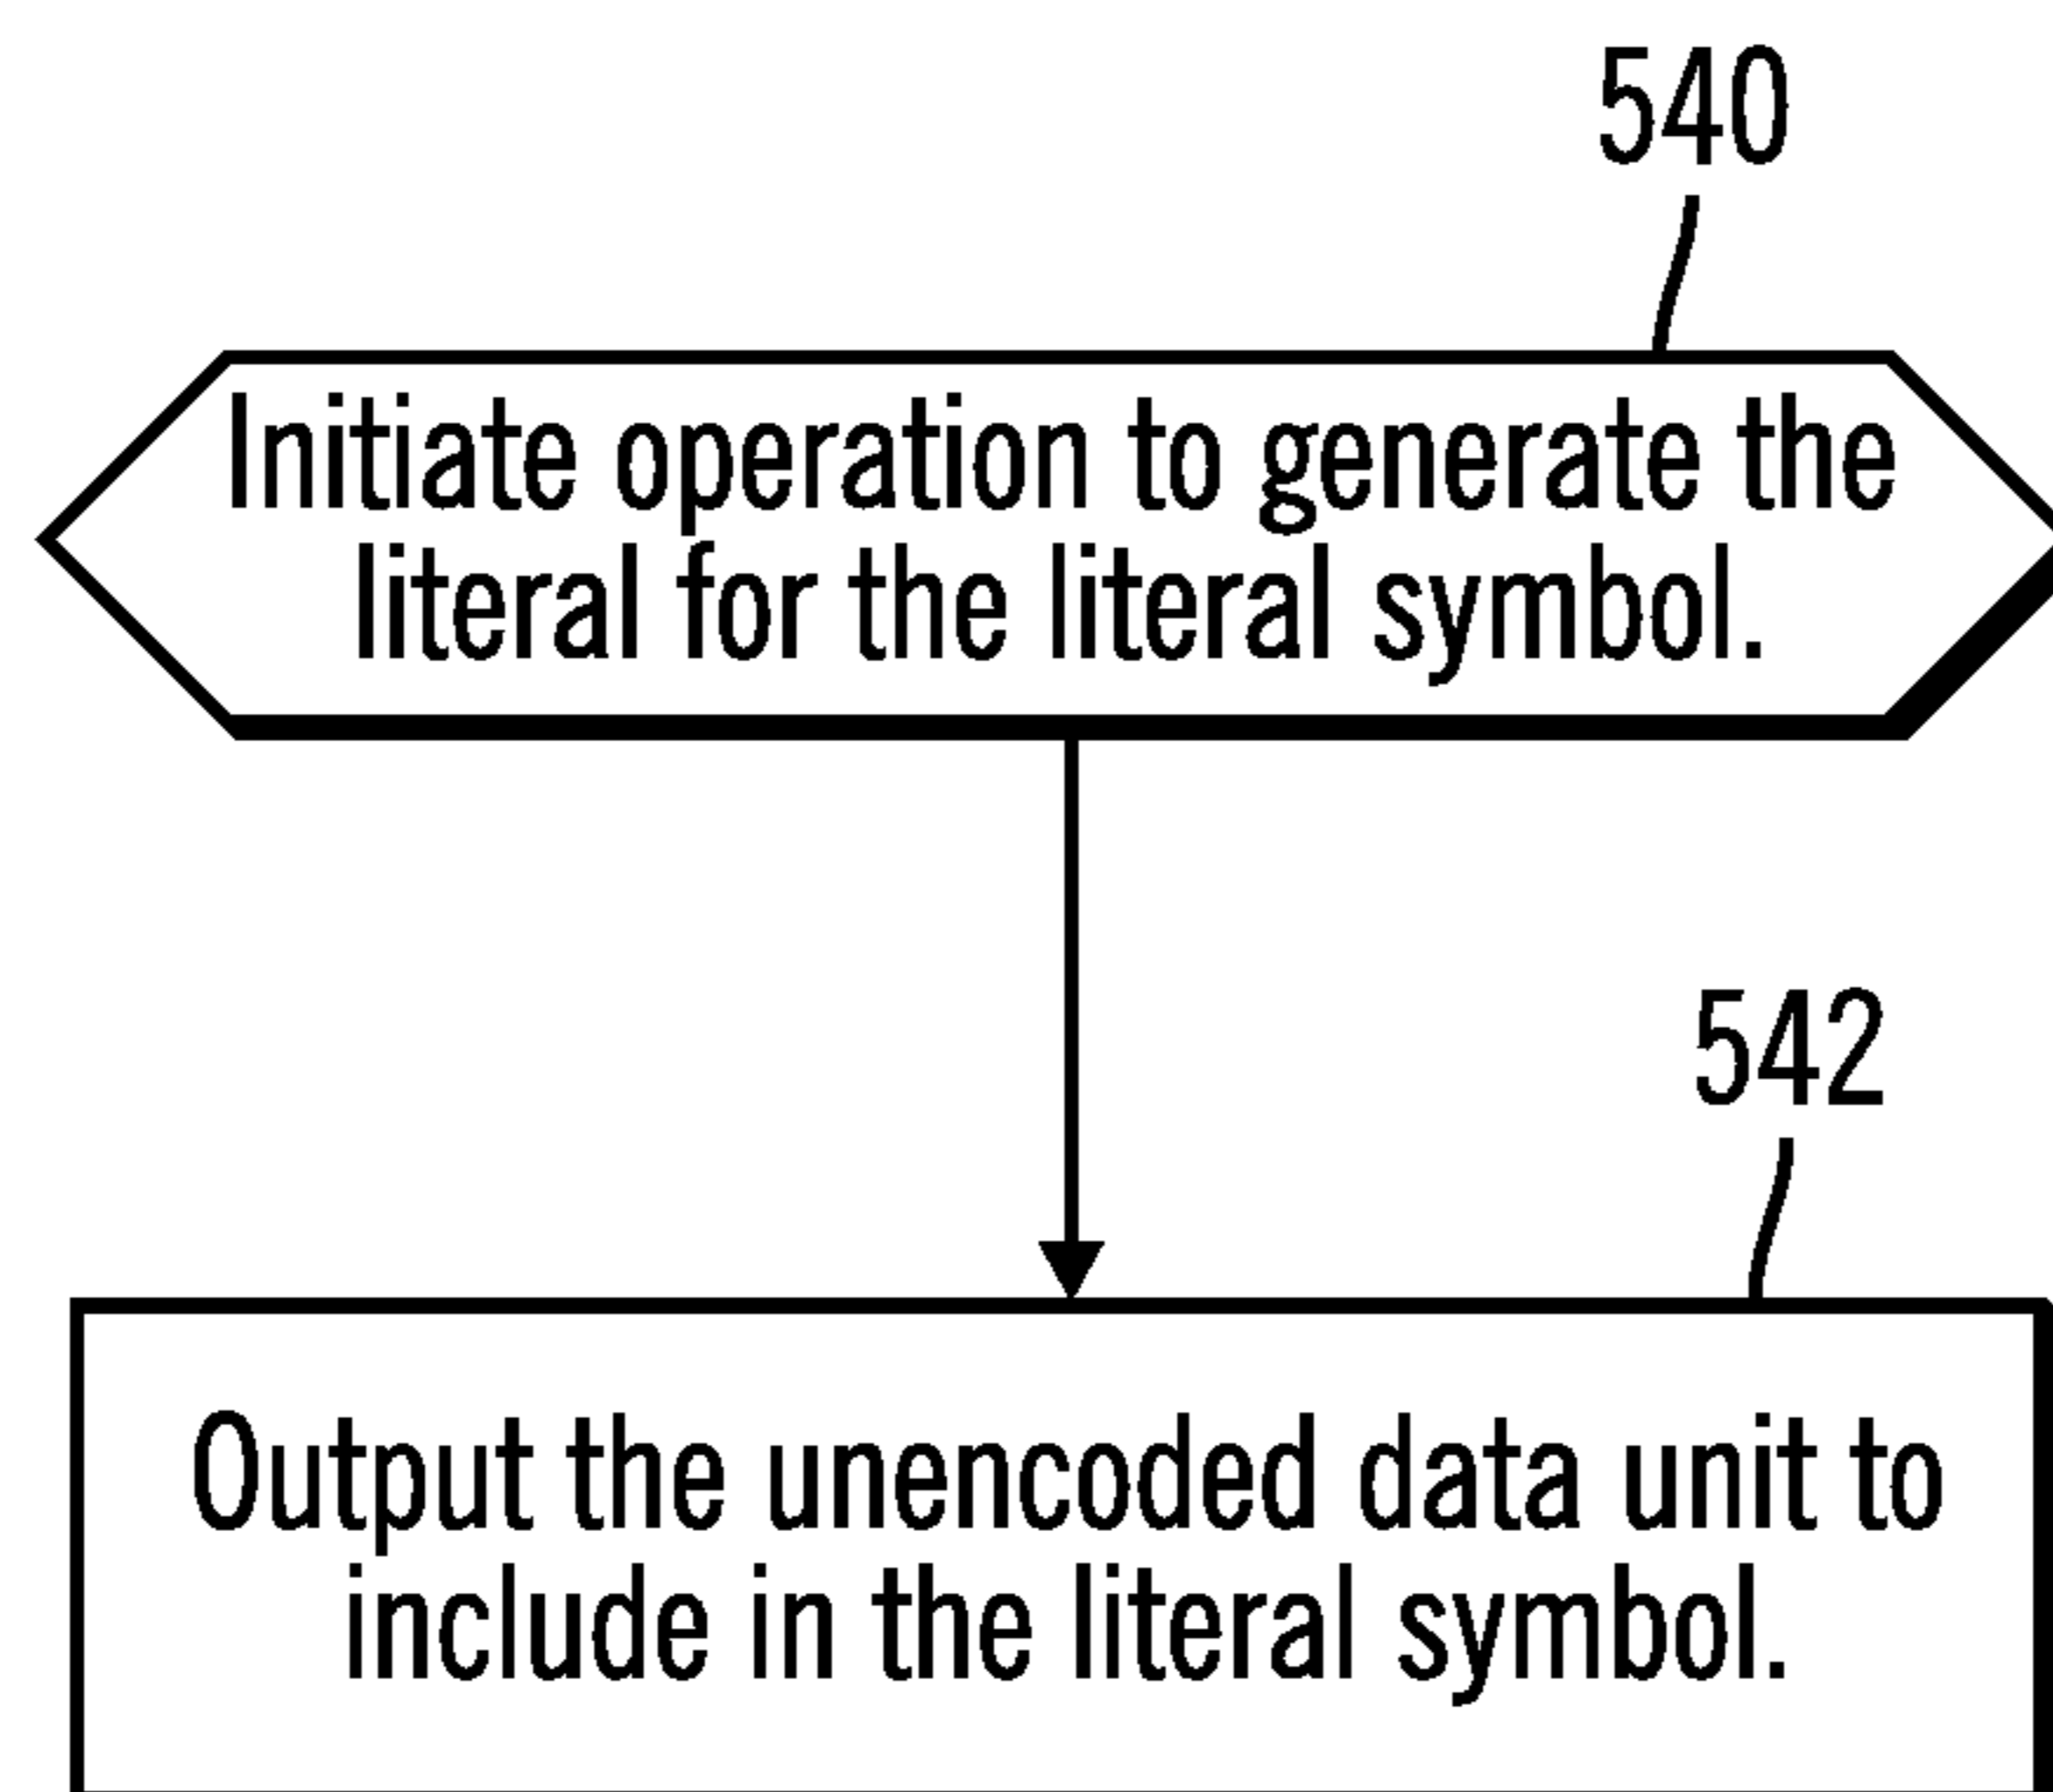 540
Initiate operation to generate the
literal for the literal symbol.
542
Output the unencoded data unit to
include in the literal symbol.